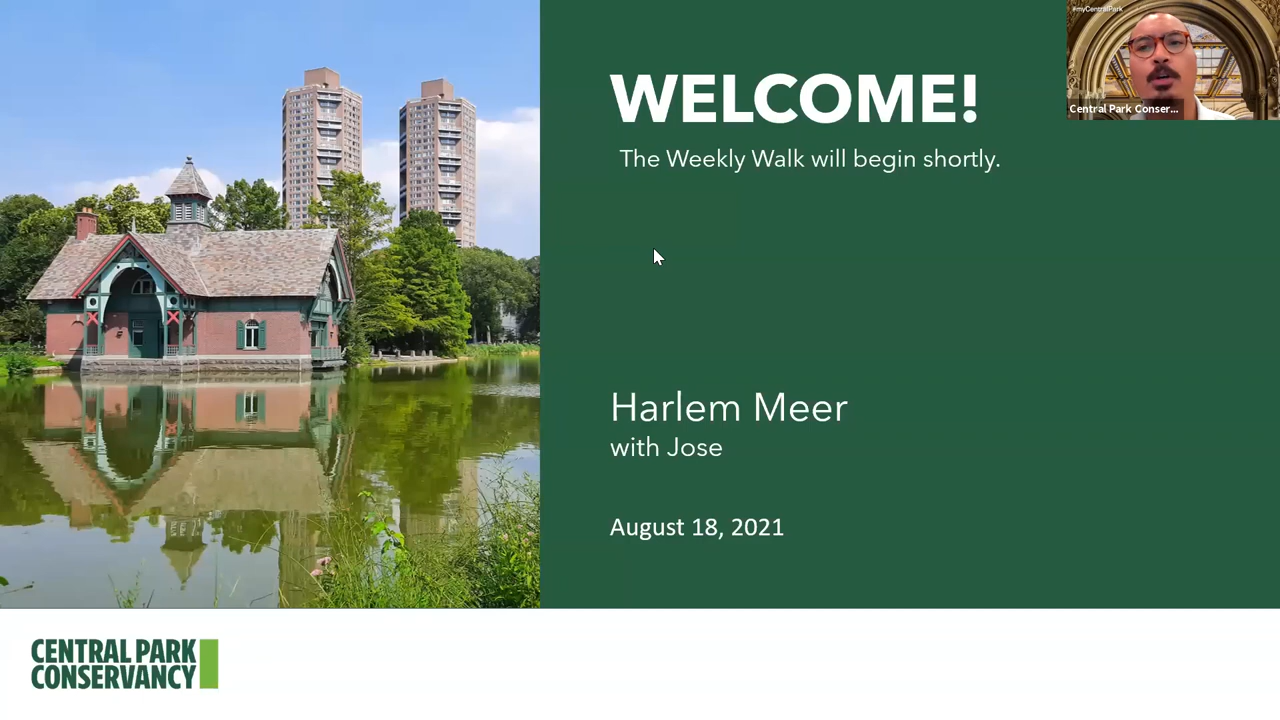 #myCentralPark
WELCOME!
Central Park Conser...
The Weekly Walk will begin shortly.
Harlem Meer
with Jose
August 18, 2021
CENTRAL PARK
CONSERVANCY